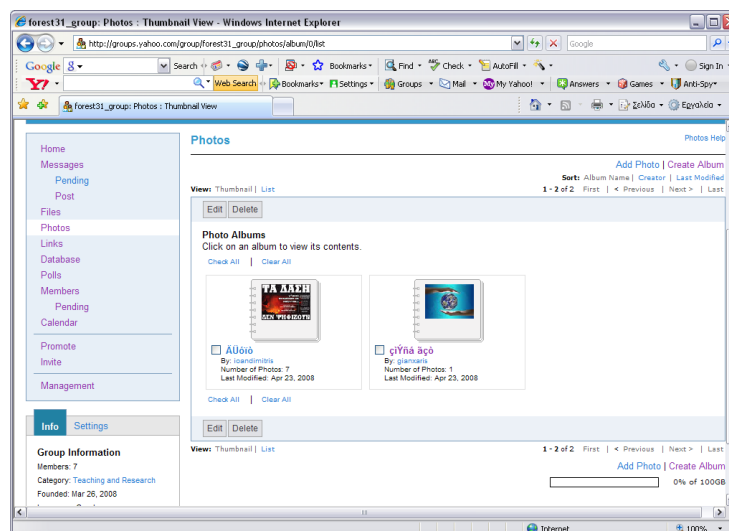 forest31_group : Photos : Thumbnail View - Windows Internet Explorer
http://groups.yahoo.com/group/forest31_group/photos/album/0/list
Google
Google Search Bookmarks Find Check AutoFill Sign In
Y! Web Search Bookmarks Settings Groups Mail My Yahoo! Answers Games Anti-Spy
forest31_group: Photos : Thumbnail View Σελίδα Εργαλεία
Home
Messages
Pending
Post
Files
Photos
Links
Database
Polls
Members
Pending
Calendar
Promote
Invite
Management
Info Settings
Group Information
Members: 7
Category: Teaching and Research
Founded: Mar 26, 2008
Photos Photos Help
Add Photo | Create Album
Sort: Album Name | Creator | Last Modified
View: Thumbnail | List 1 - 2 of 2 First | < Previous | Next > | Last
Edit Delete
Photo Albums
Click on an album to view its contents.
Check All | Clear All
ΤΑ ΔΑΣΗ
ΔΕΝ ΨΗΦΙΖΟΥΝ
ÄÜóïò
By: ioandimitris
Number of Photos: 7
Last Modified: Apr 23, 2008
çìÝñá äçò
By: gianxaris
Number of Photos: 1
Last Modified: Apr 23, 2008
Check All | Clear All
Edit Delete
View: Thumbnail | List 1 - 2 of 2 First | < Previous | Next > | Last
Add Photo | Create Album
0% of 100GB
Internet 100%